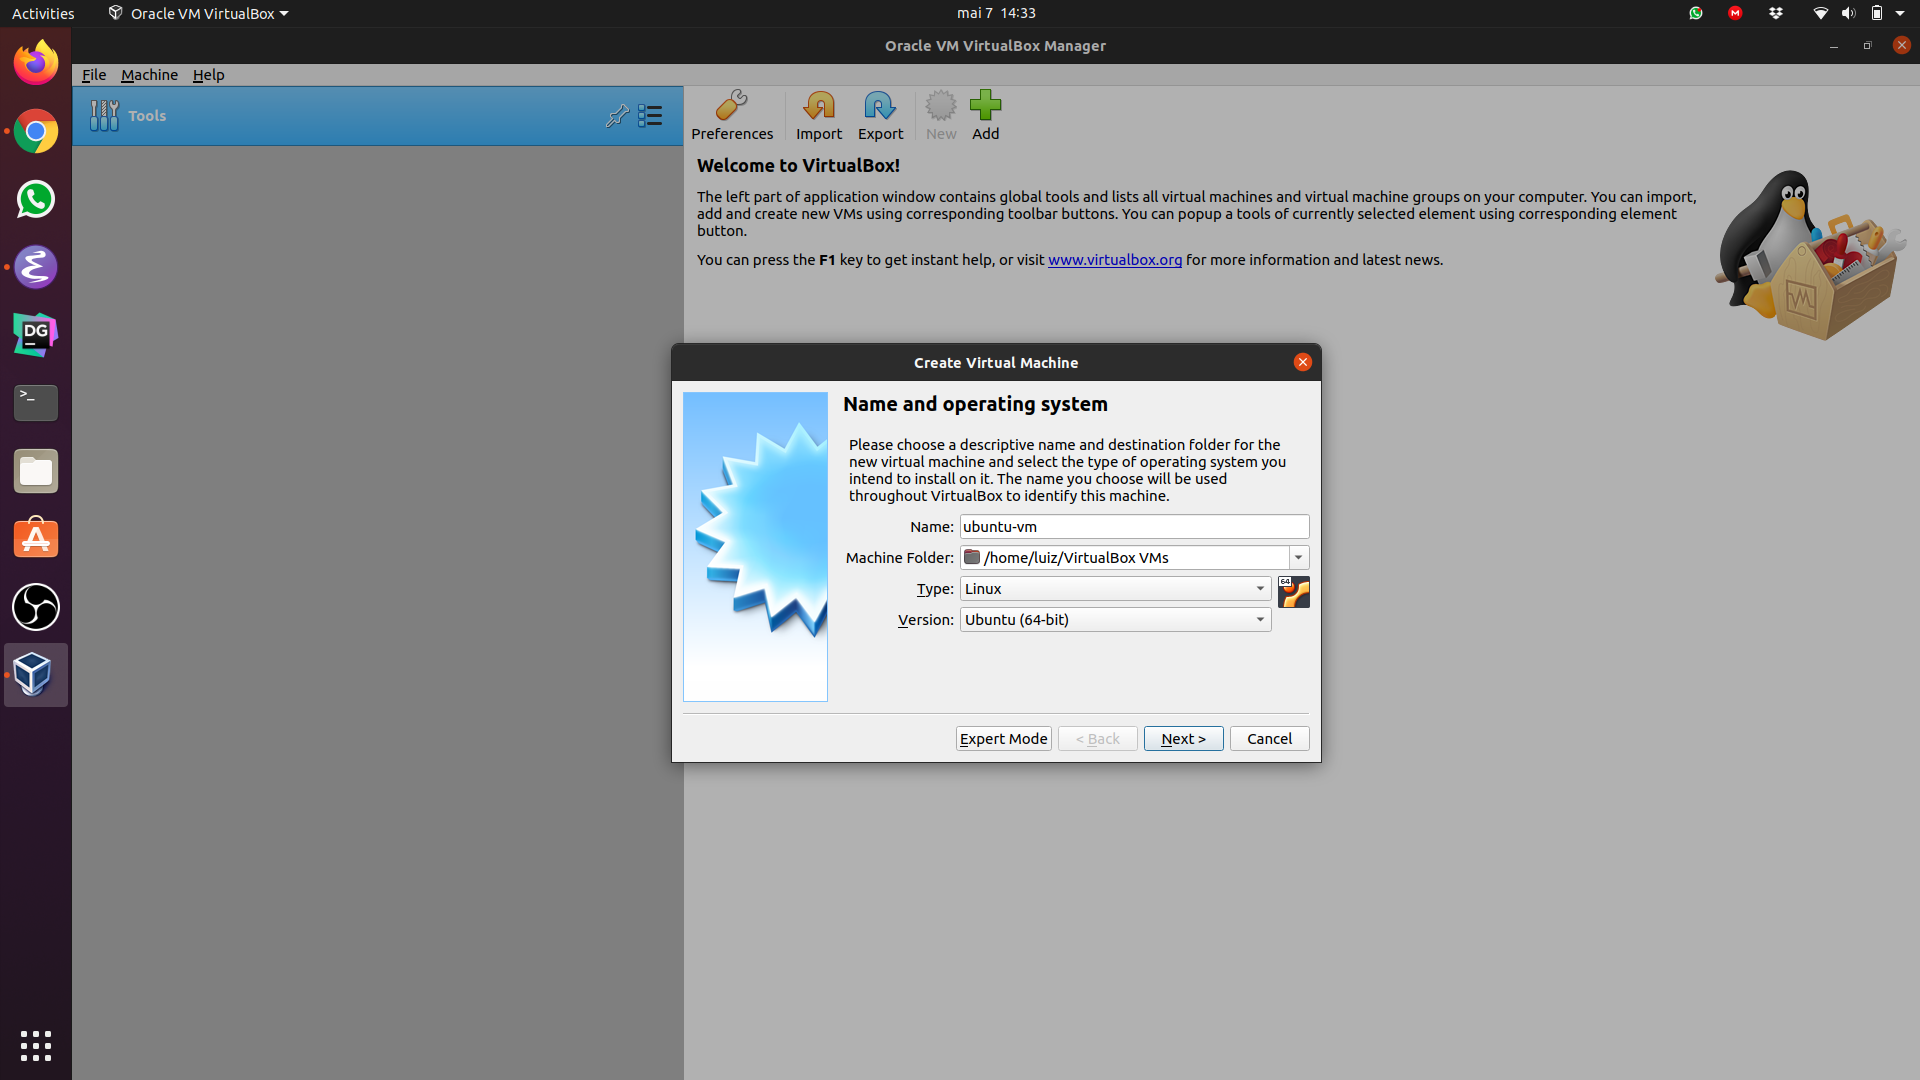 Activities
Oracle VM VirtualBox
mai 7 14:33
M
Oracle VM VirtualBox Manager
File Machine Help
Tools
Preferences Import Export New Add
Welcome to VirtualBox!
The left part of application window contains global tools and lists all virtual machines and virtual machine groups on your computer. You can import,
add and create new VMs using corresponding toolbar buttons. You can popup a tools of currently selected element using corresponding element
button.
You can press the F1 key to get instant help, or visit www.virtualbox.org for more information and latest news.
DG
>_
Create Virtual Machine
Name and operating system
Please choose a descriptive name and destination folder for the
new virtual machine and select the type of operating system you
intend to install on it. The name you choose will be used
throughout VirtualBox to identify this machine.
Name: ubuntu-vm
Machine Folder: /home/luiz/VirtualBox VMs
Type: Linux
64
Version: Ubuntu (64-bit)
Expert Mode < Back Next > Cancel